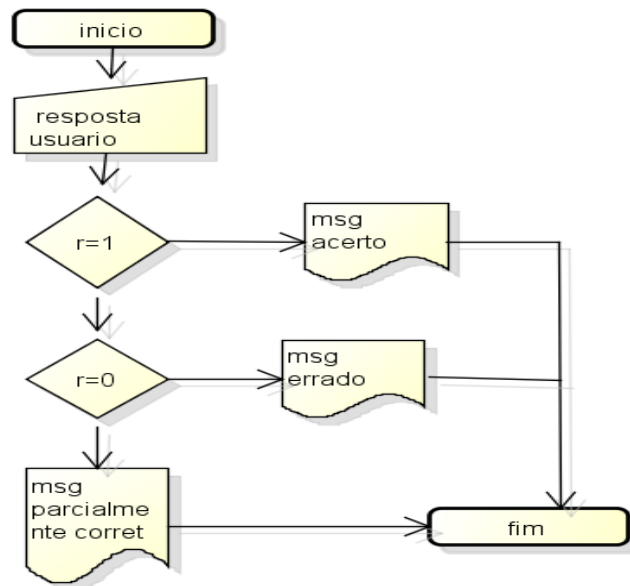 inicio
resposta
usuario
r=1
msg
acerto
r=0
msg
errado
msg
parcialme
nte corret
fim